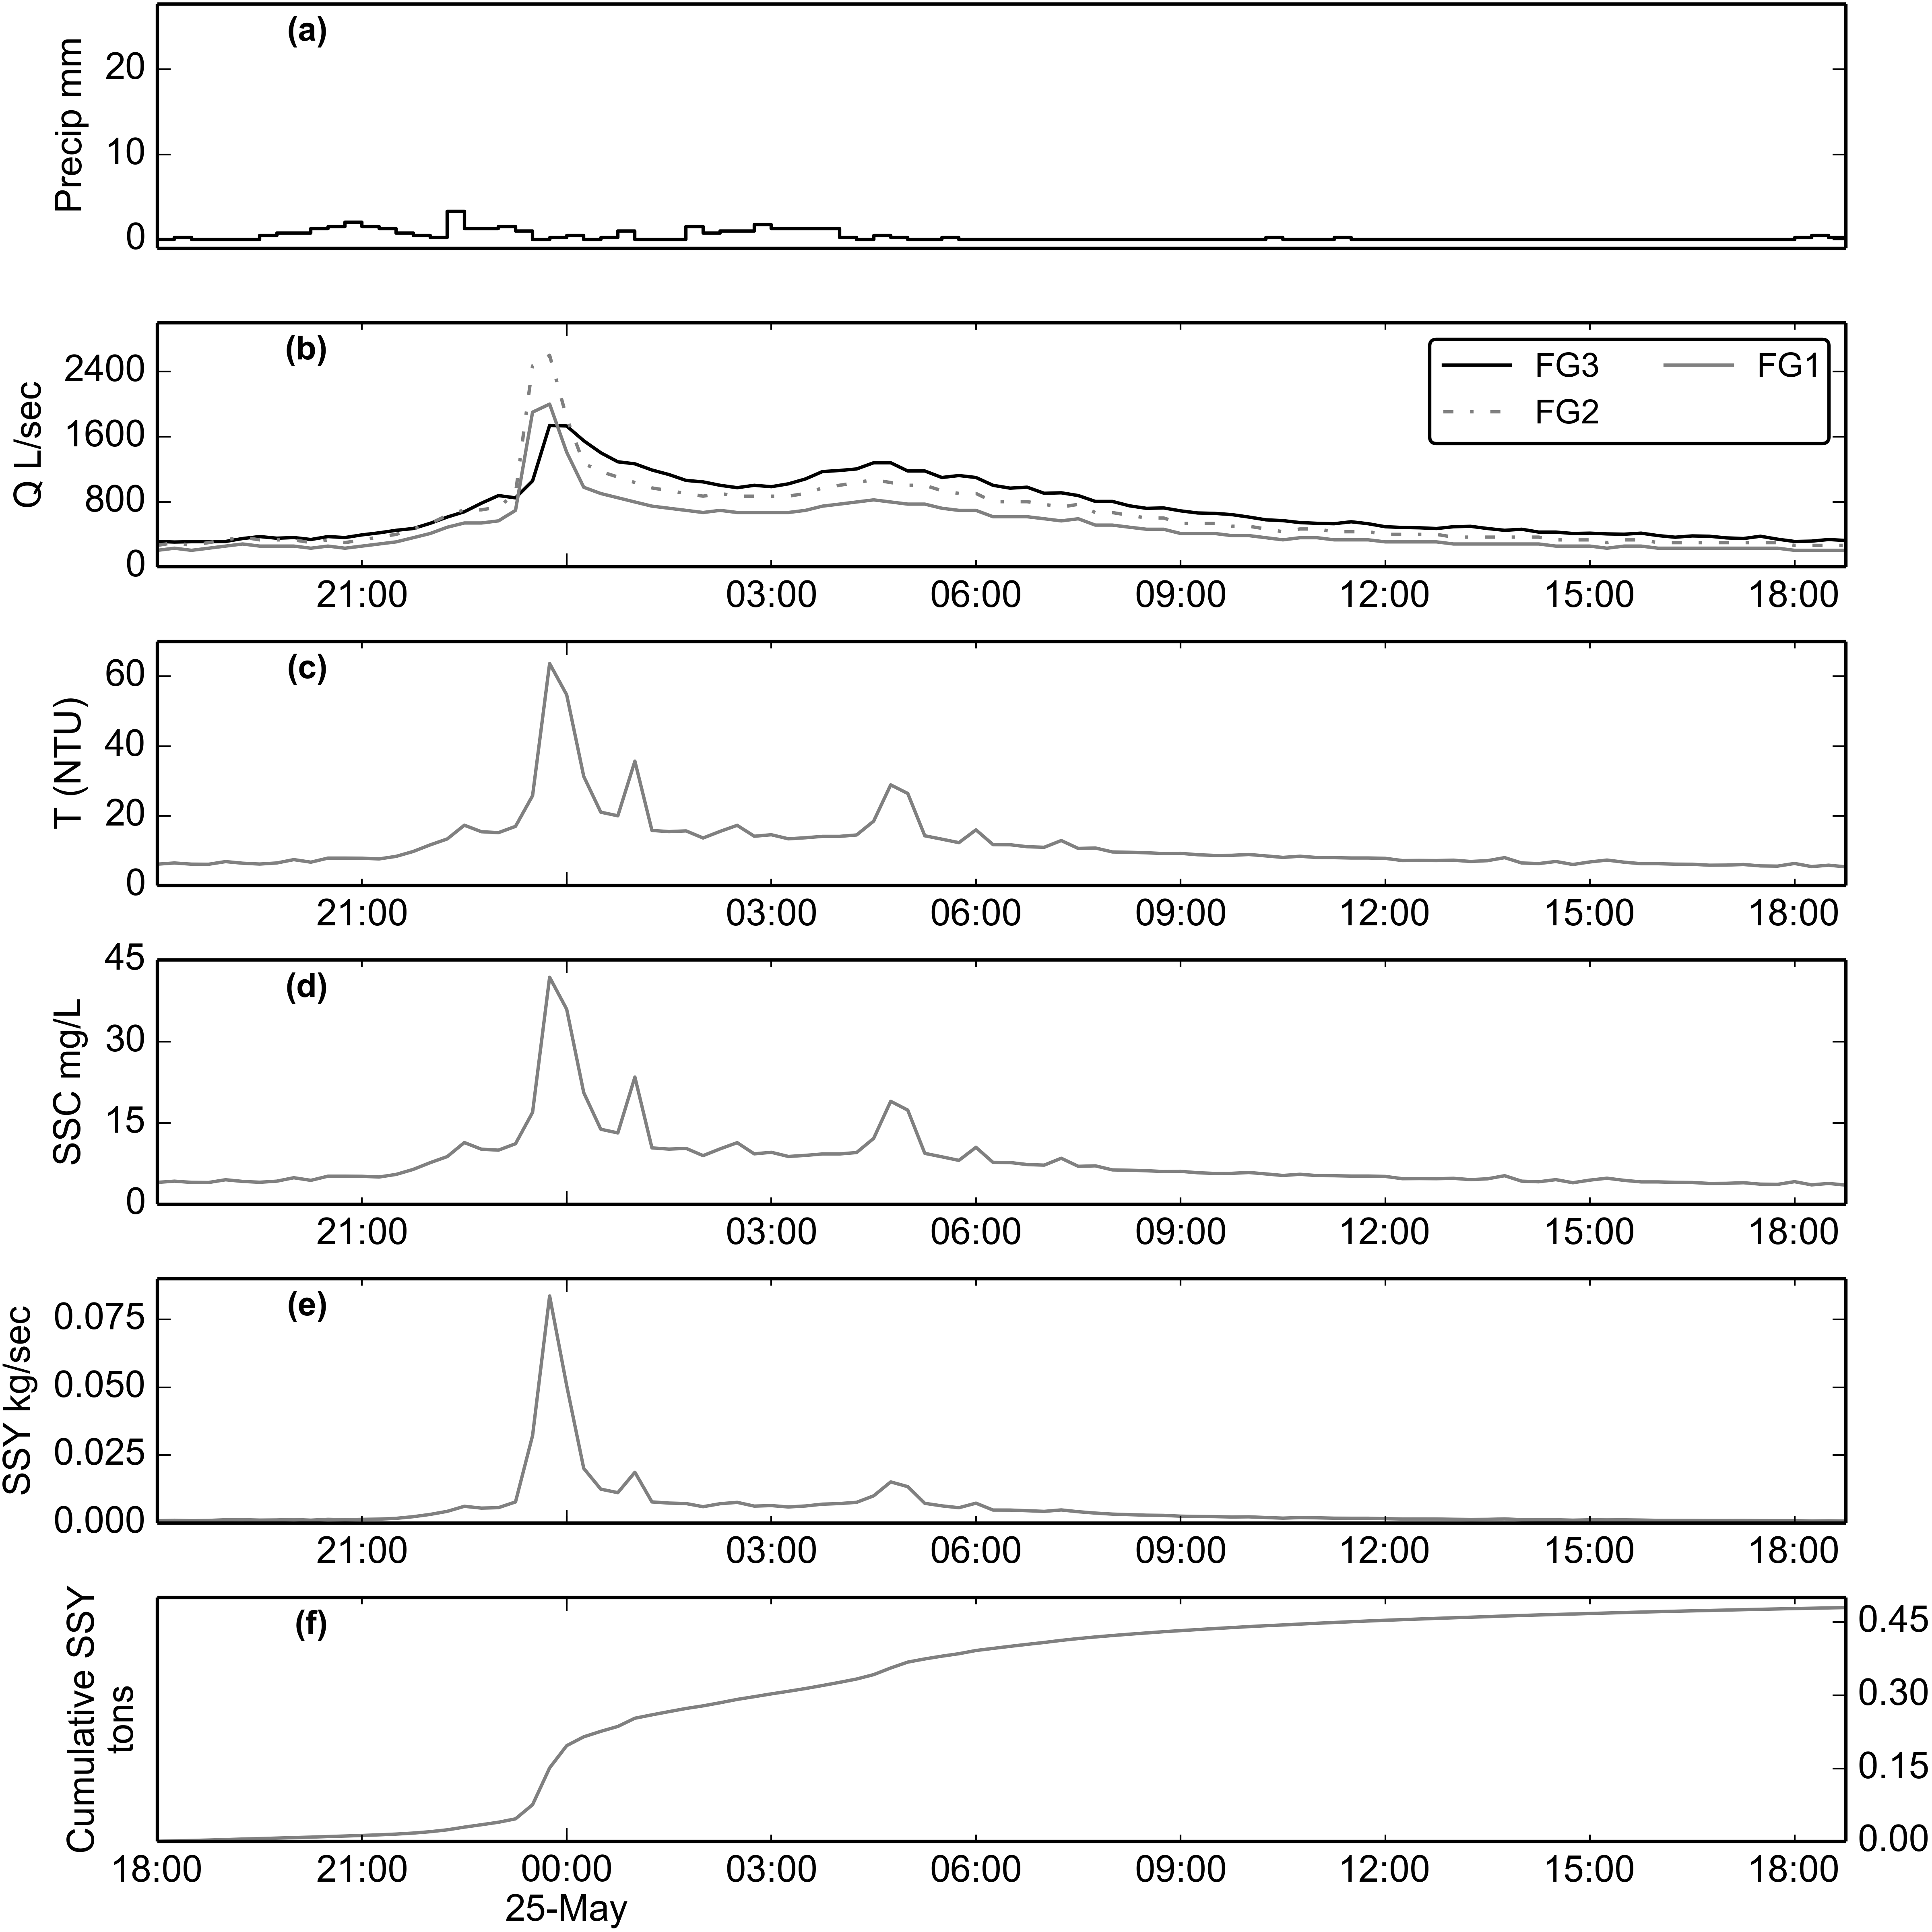 (a)
Precip mm
20
10
0
(b)
Q L/sec
2400
1600
800
0
FG3 FG1
FG2
21:00 03:00 06:00 09:00 12:00 15:00 18:00
(c)
T (NTU)
60
40
20
0
21:00 03:00 06:00 09:00 12:00 15:00 18:00
(d)
SSC mg/L
45
30
15
0
21:00 03:00 06:00 09:00 12:00 15:00 18:00
(e)
SSY kg/sec
0.075
0.050
0.025
0.000
21:00 03:00 06:00 09:00 12:00 15:00 18:00
(f)
Cumulative SSY
tons
0.45
0.30
0.15
0.00
18:00 21:00 00:00 03:00 06:00 09:00 12:00 15:00 18:00
25-May